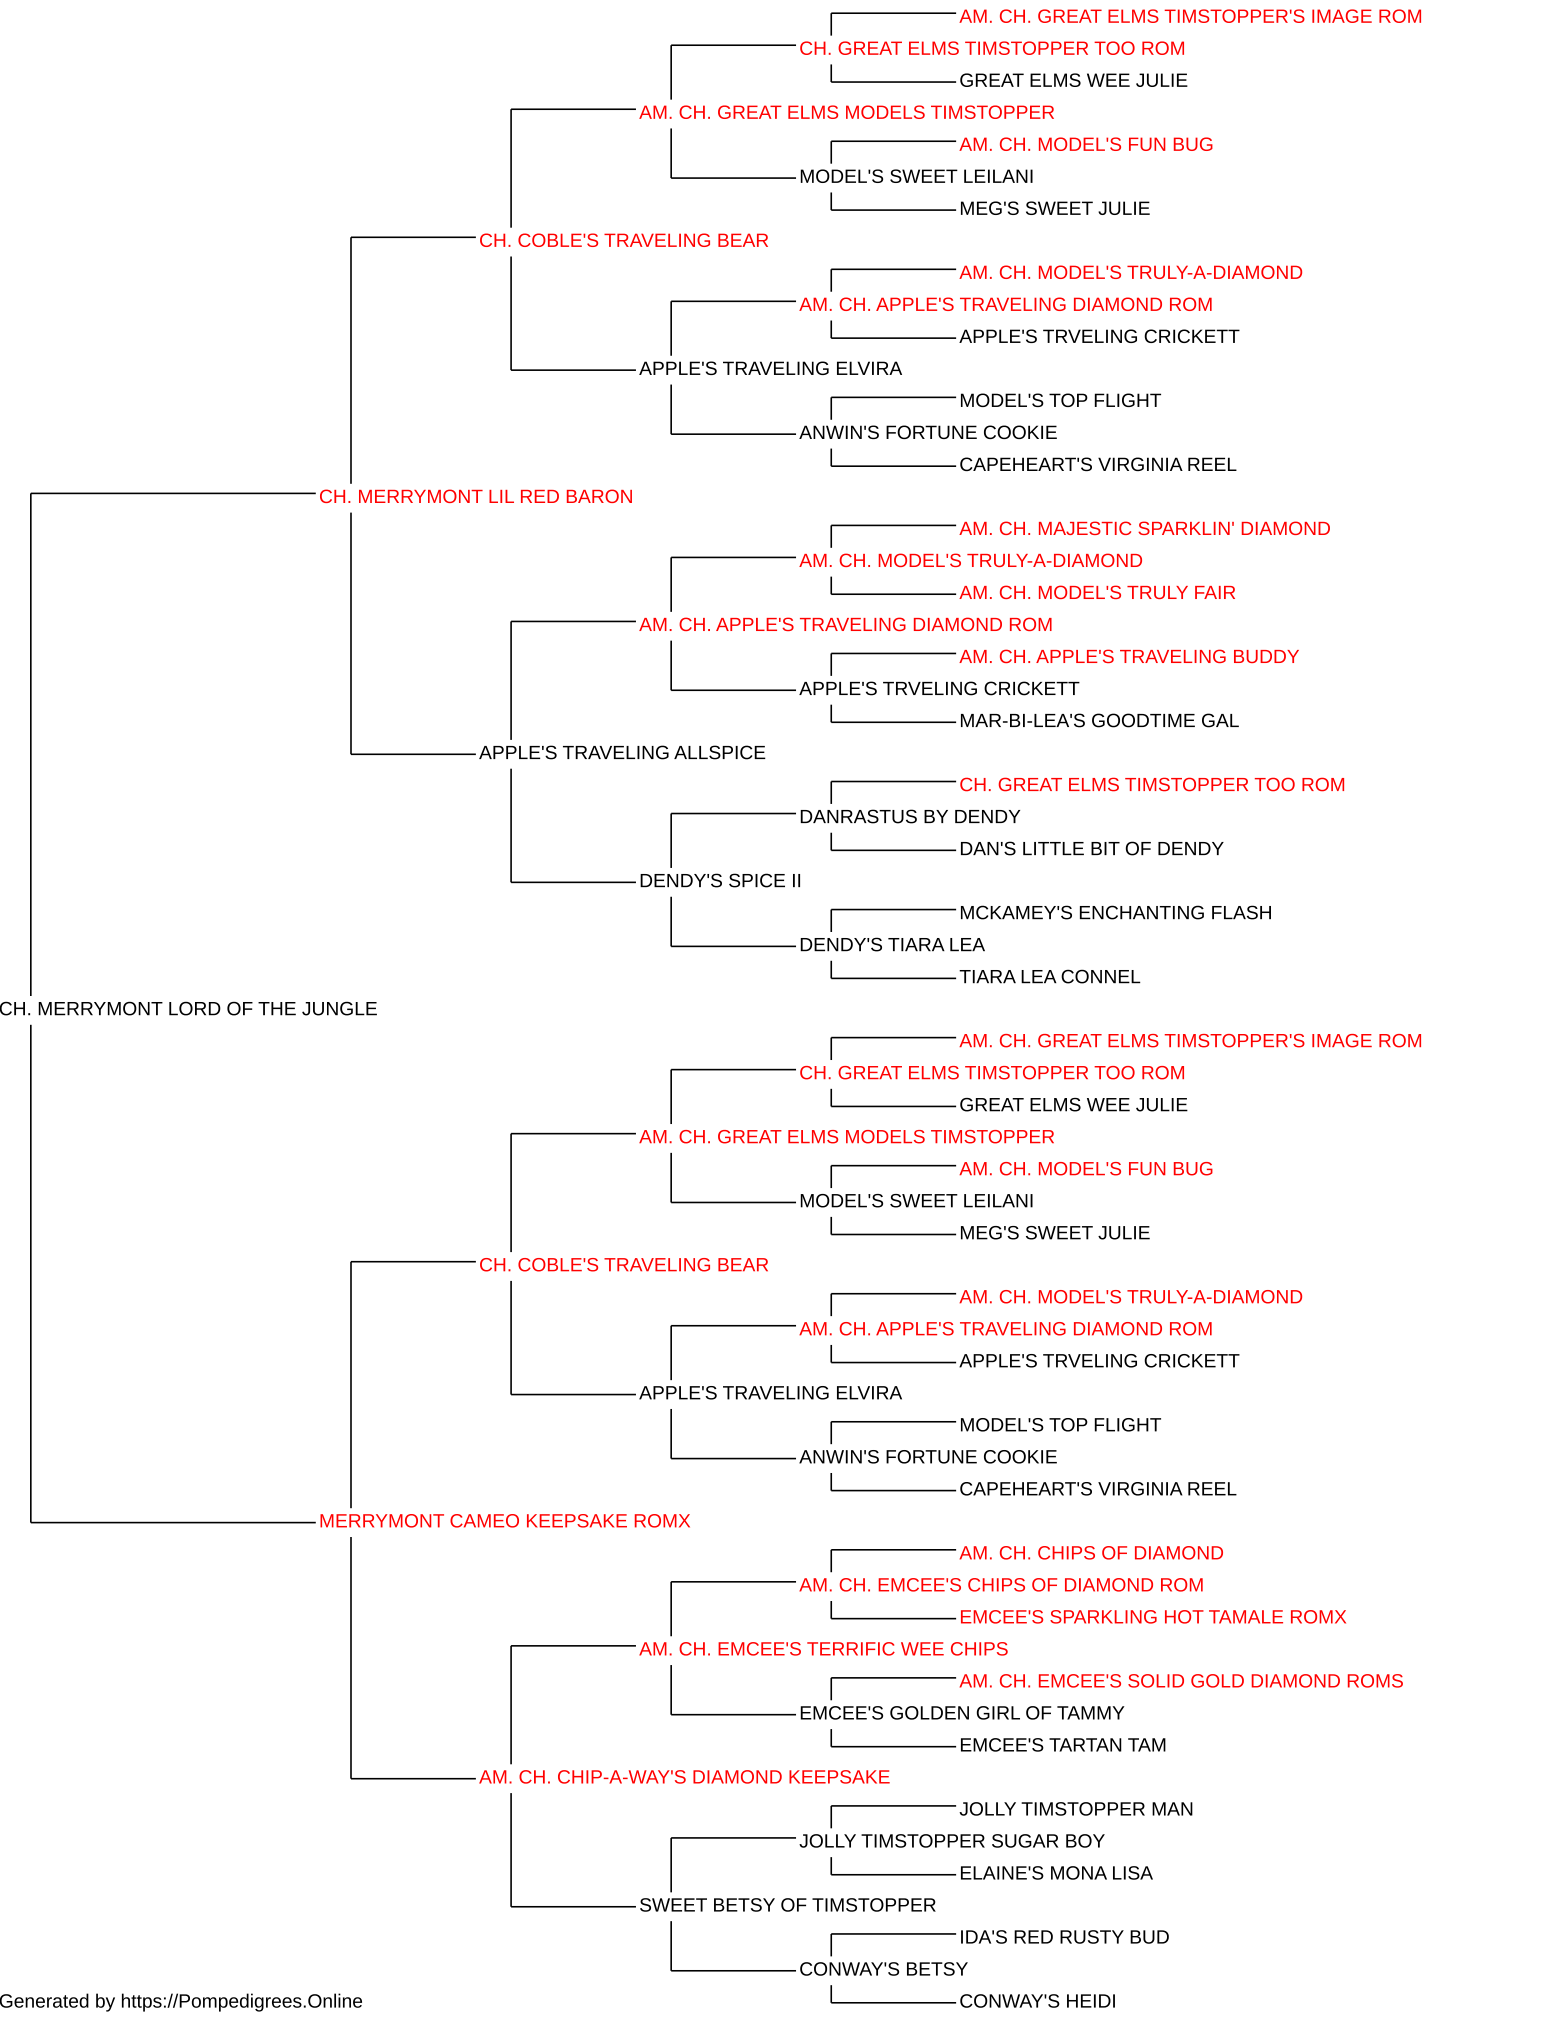 AM. CH. GREAT ELMS TIMSTOPPER'S IMAGE ROM
CH. GREAT ELMS TIMSTOPPER TOO ROM
GREAT ELMS WEE JULIE
AM. CH. GREAT ELMS MODELS TIMSTOPPER
AM. CH. MODEL'S FUN BUG
MODEL'S SWEET LEILANI
MEG'S SWEET JULIE
CH. COBLE'S TRAVELING BEAR
AM. CH. MODEL'S TRULY-A-DIAMOND
AM. CH. APPLE'S TRAVELING DIAMOND ROM
APPLE'S TRVELING CRICKETT
APPLE'S TRAVELING ELVIRA
MODEL'S TOP FLIGHT
ANWIN'S FORTUNE COOKIE
CAPEHEART'S VIRGINIA REEL
CH. MERRYMONT LIL RED BARON
AM. CH. MAJESTIC SPARKLIN' DIAMOND
AM. CH. MODEL'S TRULY-A-DIAMOND
AM. CH. MODEL'S TRULY FAIR
AM. CH. APPLE'S TRAVELING DIAMOND ROM
AM. CH. APPLE'S TRAVELING BUDDY
APPLE'S TRVELING CRICKETT
MAR-BI-LEA'S GOODTIME GAL
APPLE'S TRAVELING ALLSPICE
CH. GREAT ELMS TIMSTOPPER TOO ROM
DANRASTUS BY DENDY
DAN'S LITTLE BIT OF DENDY
DENDY'S SPICE II
MCKAMEY'S ENCHANTING FLASH
DENDY'S TIARA LEA
TIARA LEA CONNEL
CH. MERRYMONT LORD OF THE JUNGLE
AM. CH. GREAT ELMS TIMSTOPPER'S IMAGE ROM
CH. GREAT ELMS TIMSTOPPER TOO ROM
GREAT ELMS WEE JULIE
AM. CH. GREAT ELMS MODELS TIMSTOPPER
AM. CH. MODEL'S FUN BUG
MODEL'S SWEET LEILANI
MEG'S SWEET JULIE
CH. COBLE'S TRAVELING BEAR
AM. CH. MODEL'S TRULY-A-DIAMOND
AM. CH. APPLE'S TRAVELING DIAMOND ROM
APPLE'S TRVELING CRICKETT
APPLE'S TRAVELING ELVIRA
MODEL'S TOP FLIGHT
ANWIN'S FORTUNE COOKIE
CAPEHEART'S VIRGINIA REEL
MERRYMONT CAMEO KEEPSAKE ROMX
AM. CH. CHIPS OF DIAMOND
AM. CH. EMCEE'S CHIPS OF DIAMOND ROM
EMCEE'S SPARKLING HOT TAMALE ROMX
AM. CH. EMCEE'S TERRIFIC WEE CHIPS
AM. CH. EMCEE'S SOLID GOLD DIAMOND ROMS
EMCEE'S GOLDEN GIRL OF TAMMY
EMCEE'S TARTAN TAM
AM. CH. CHIP-A-WAY'S DIAMOND KEEPSAKE
JOLLY TIMSTOPPER MAN
JOLLY TIMSTOPPER SUGAR BOY
ELAINE'S MONA LISA
SWEET BETSY OF TIMSTOPPER
IDA'S RED RUSTY BUD
CONWAY'S BETSY
CONWAY'S HEIDI
Generated by https://Pompedigrees.Online